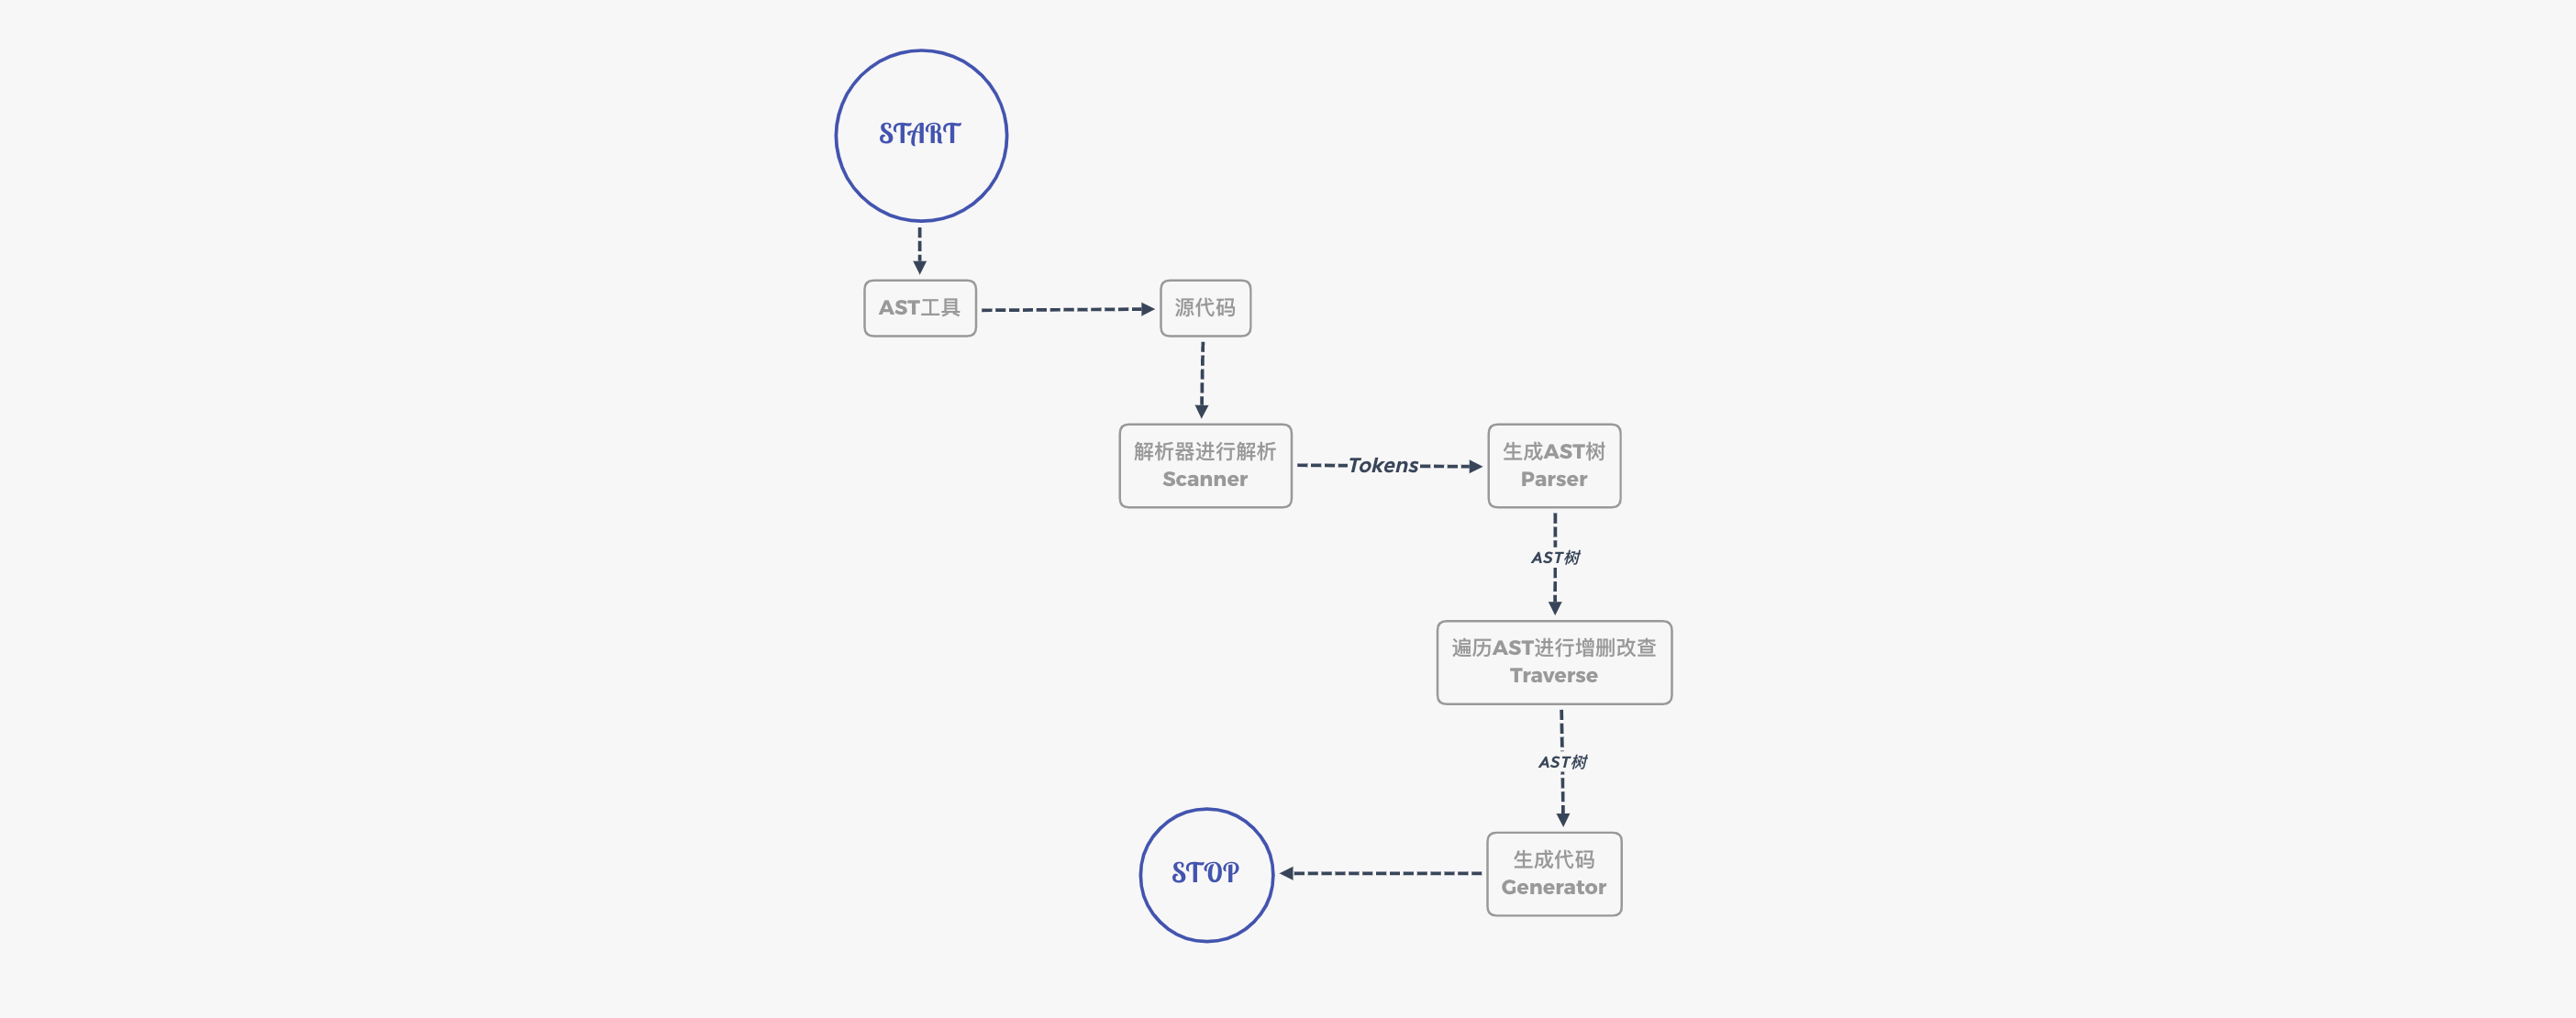 START
AST工具
源代码
解析器进行解析
Scanner
Tokens
生成AST树
Parser
AST树
遍历AST进行增删改查
Traverse
AST树
生成代码
Generator
STOP